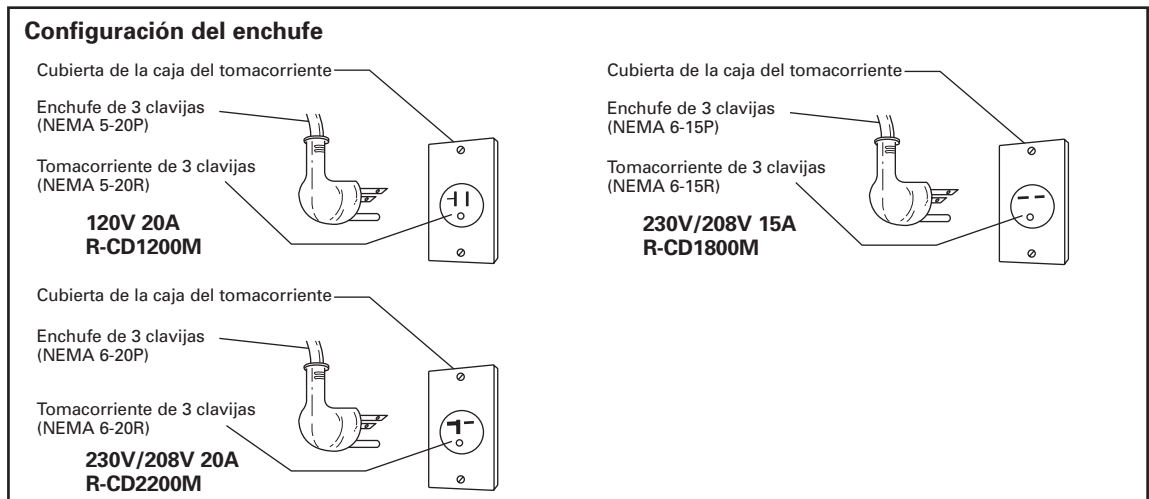 Configuración del enchufe
Cubierta de la caja del tomacorriente
Enchufe de 3 clavijas
(NEMA 5-20P)
Tomacorriente de 3 clavijas
(NEMA 5-20R)
120V 20A
R-CD1200M
Cubierta de la caja del tomacorriente
Enchufe de 3 clavijas
(NEMA 6-15P)
Tomacorriente de 3 clavijas
(NEMA 6-15R)
230V/208V 15A
R-CD1800M
Cubierta de la caja del tomacorriente
Enchufe de 3 clavijas
(NEMA 6-20P)
Tomacorriente de 3 clavijas
(NEMA 6-20R)
230V/208V 20A
R-CD2200M